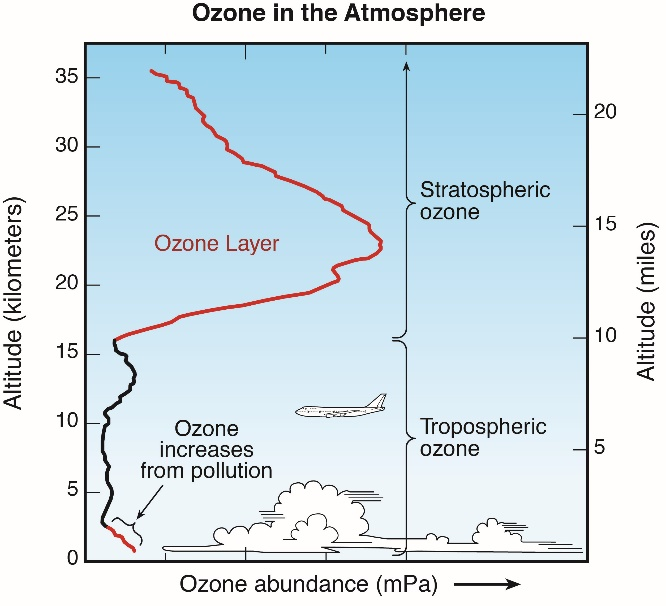 Ozone in the Atmosphere
Altitude (kilometers)
35
30
25
20
15
10
5
0
Ozone Layer
Stratospheric
ozone
Tropospheric
ozone
Ozone
increases
from pollution
20
15
10
5
Altitude (miles)
Ozone abundance (mPa)